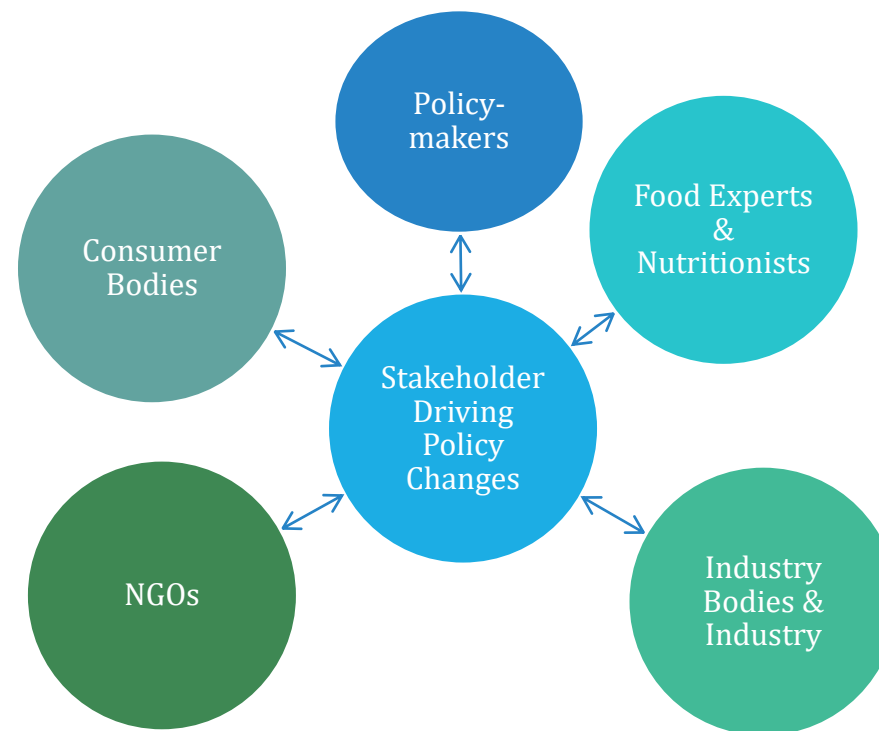 Policy-
makers
Food Experts
&
Nutritionists
Consumer
Bodies
Stakeholder
Driving
Policy
Changes
NGOs
Industry
Bodies &
Industry